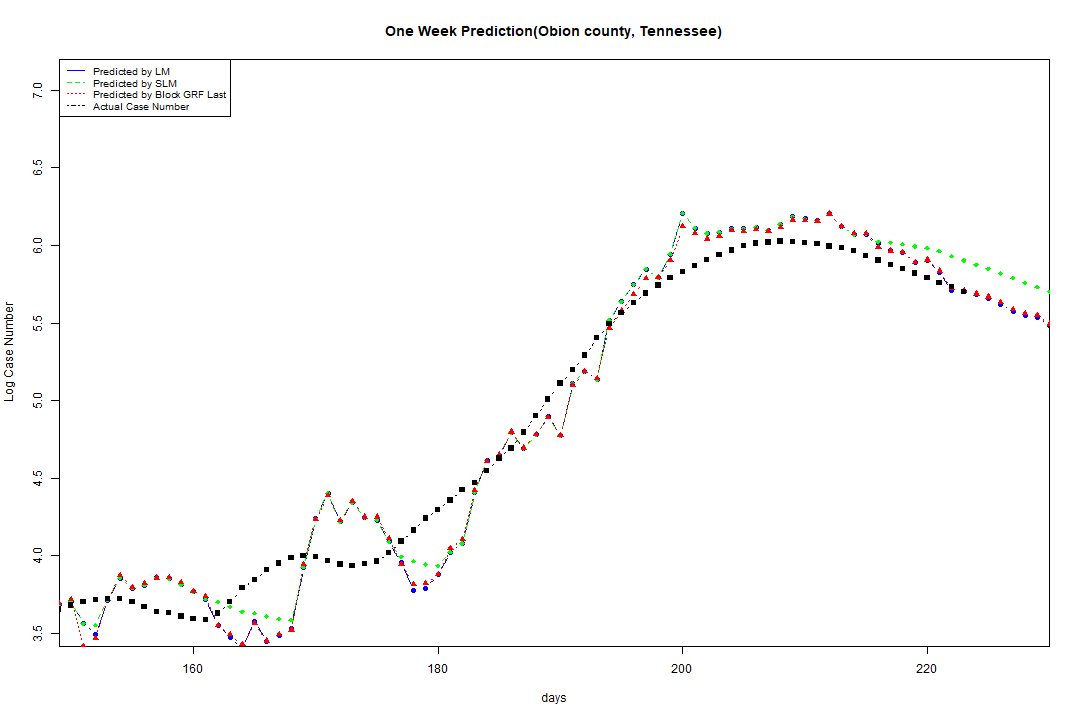 One Week Prediction(Obion county, Tennessee)
Predicted by LM
Predicted by SLM
Predicted by Block GRF Last
Actual Case Number
7.0
6.5
6.0
5.5
5.0
4.5
4.0
3.5
Log Case Number
160 180 200 220
days